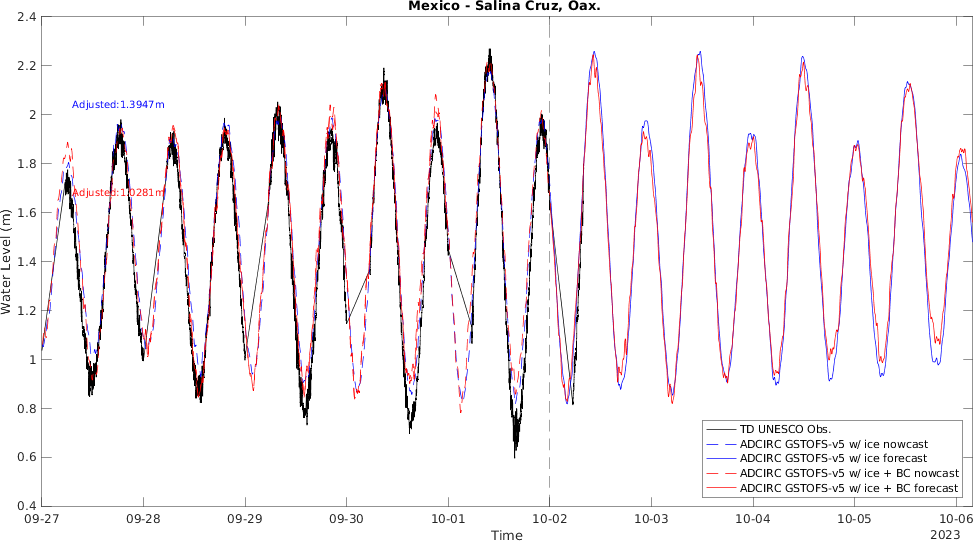 Mexico - Salina Cruz, Oax.
2.4
2.2
2
1.8
1.6
1.4
1.2
1
0.8
0.6
0.4
Water Level (m)
Adjusted:1.3947m
Adjusted:1.0281m
TD UNESCO Obs.
ADCIRC GSTOFS-v5 w/ ice nowcast
ADCIRC GSTOFS-v5 w/ ice forecast
ADCIRC GSTOFS-v5 w/ ice + BC nowcast
ADCIRC GSTOFS-v5 w/ ice + BC forecast
09-27 09-28 09-29 09-30 10-01 10-02 10-03 10-04 10-05 10-06
Time
2023